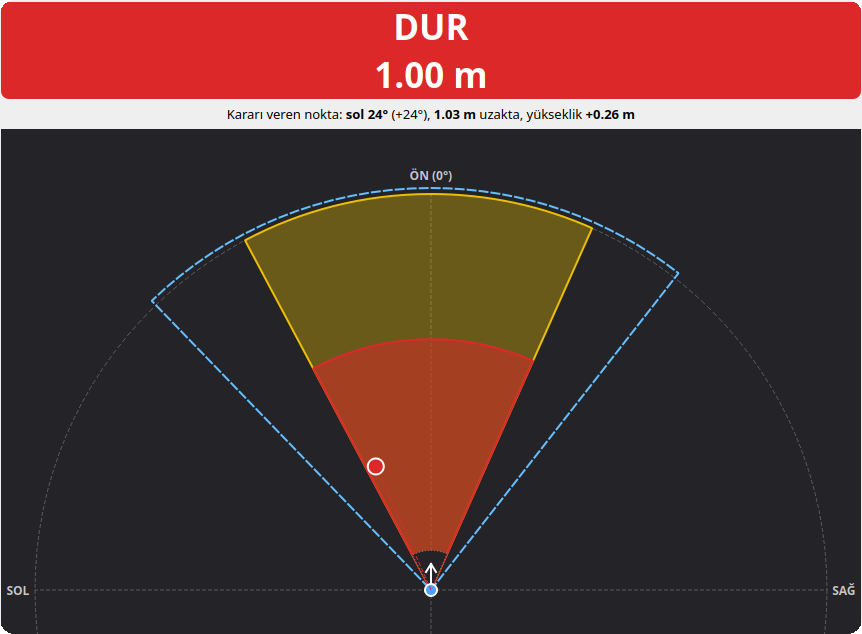 DUR
1.00 m
Kararı veren nokta: sol 24° (+24°), 1.03 m uzakta, yükseklik +0.26 m
ÖN (0°)
SOL
SAĞ